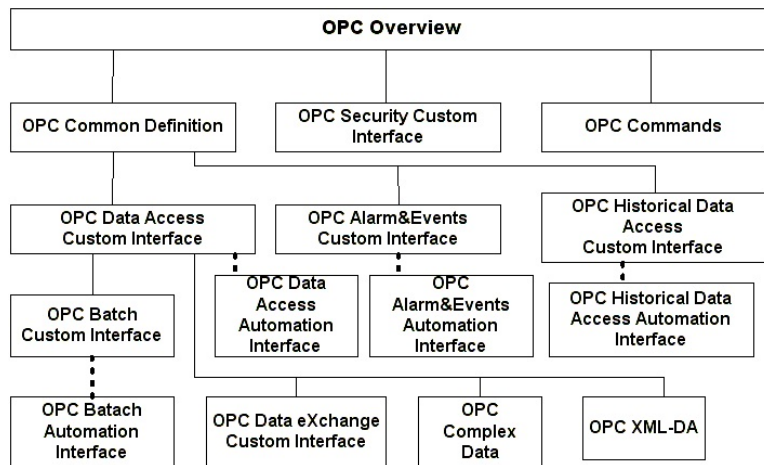 OPC Overview
OPC Common Definition
OPC Security Custom
Interface
OPC Commands
OPC Data Access
Custom Interface
OPC Alarm&Events
Custom Interface
OPC Historical Data
Access
Custom Interface
OPC Data
Access
Automation
Interface
OPC
Alarm&Events
Automation
Interface
OPC Historical Data
Access Automation
Interface
OPC Batch
Custom Interface
OPC Batach
Automation
Interface
OPC Data eXchange
Custom Interface
OPC
Complex
Data
OPC XML-DA